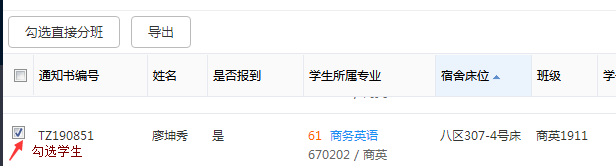 勾选直接分班 导出
通知书编号 姓名 是否报到 学生所属专业 宿舍床位 班级
TZ190851 廖坤秀 是 61 商务英语 八区307-4号床 商英1911
勾选学生
670202 / 商英